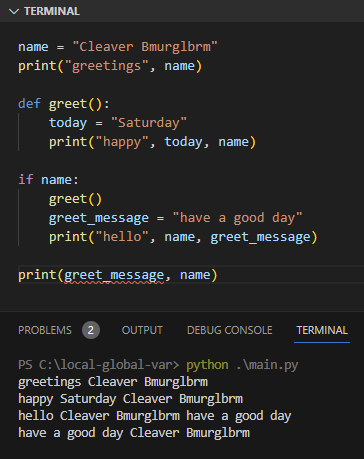 TERMINAL
name = "Cleaver Bmurglbrm"
print("greetings", name)
def greet():
    today = "Saturday"
    print("happy", today, name)
if name:
    greet()
    greet_message = "have a good day"
    print("hello", name, greet_message)
print(greet_message, name)
PROBLEMS 2 OUTPUT DEBUG CONSOLE TERMINAL
PS C:\local-global-var> python .\main.py
greetings Cleaver Bmurglbrm
happy Saturday Cleaver Bmurglbrm
hello Cleaver Bmurglbrm have a good day
have a good day Cleaver Bmurglbrm